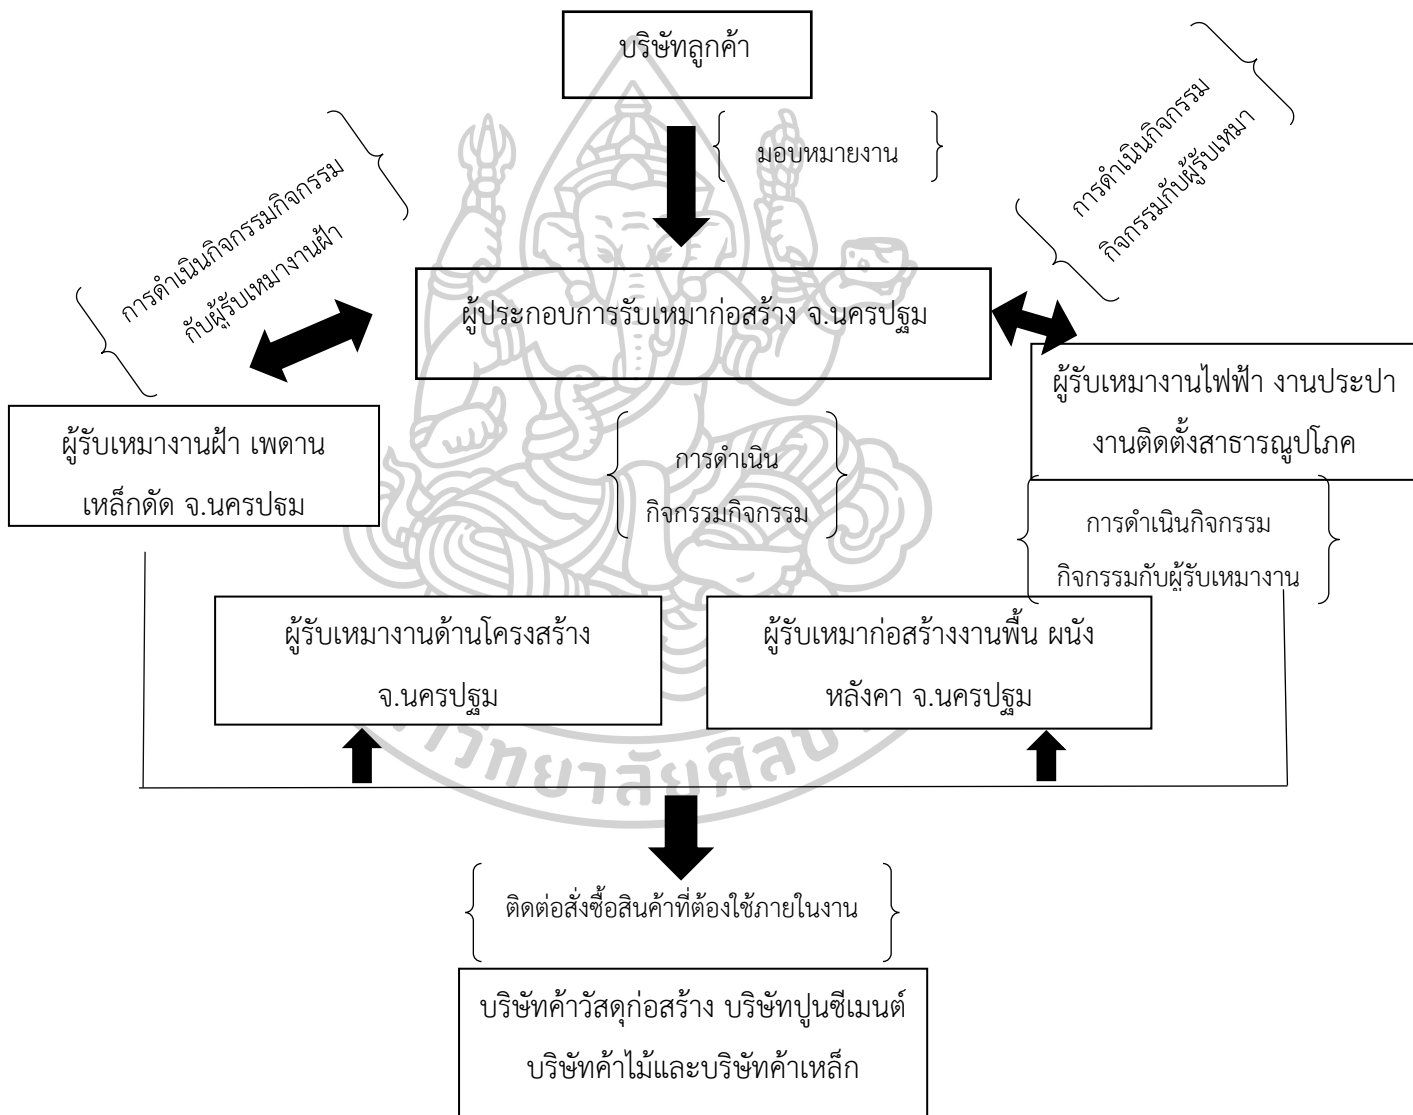 บริษัทลูกค้า
มอบหมายงาน
การดำเนินกิจกรรม
กิจกรรมกับผู้รับเหมา
การดำเนินกิจกรรมกิจกรรม
กับผู้รับเหมางานฝ้า
ผู้ประกอบการรับเหมาก่อสร้าง จ.นครปฐม
ผู้รับเหมางานไฟฟ้า งานประปา
งานติดตั้งสาธารณูปโภค
ผู้รับเหมางานฝ้า เพดาน
เหล็กดัด จ.นครปฐม
การดำเนิน
กิจกรรมกิจกรรม
การดำเนินกิจกรรม
กิจกรรมกับผู้รับเหมางาน
ผู้รับเหมางานด้านโครงสร้าง
จ.นครปฐม
ผู้รับเหมาก่อสร้างงานพื้น ผนัง
หลังคา จ.นครปฐม
ติดต่อสั่งซื้อสินค้าที่ต้องใช้ภายในงาน
บริษัทค้าวัสดุก่อสร้าง บริษัทปูนซีเมนต์
บริษัทค้าไม้และบริษัทค้าเหล็ก